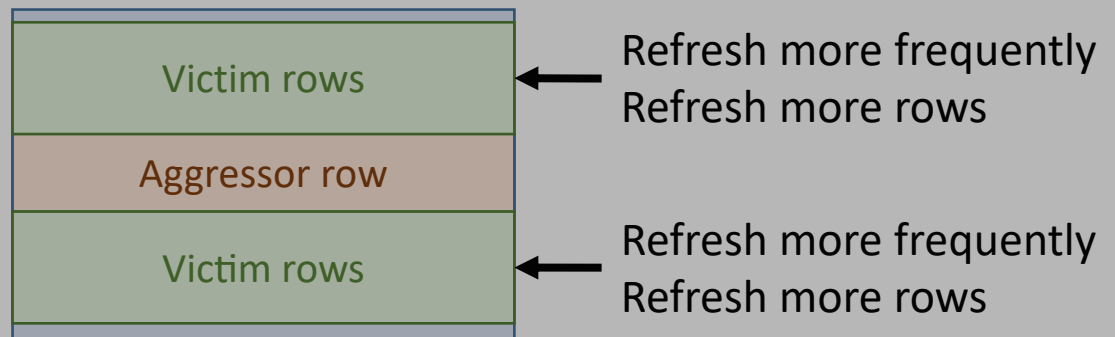 Victim rows
Refresh more frequently
Refresh more rows
Aggressor row
Victim rows
Refresh more frequently
Refresh more rows